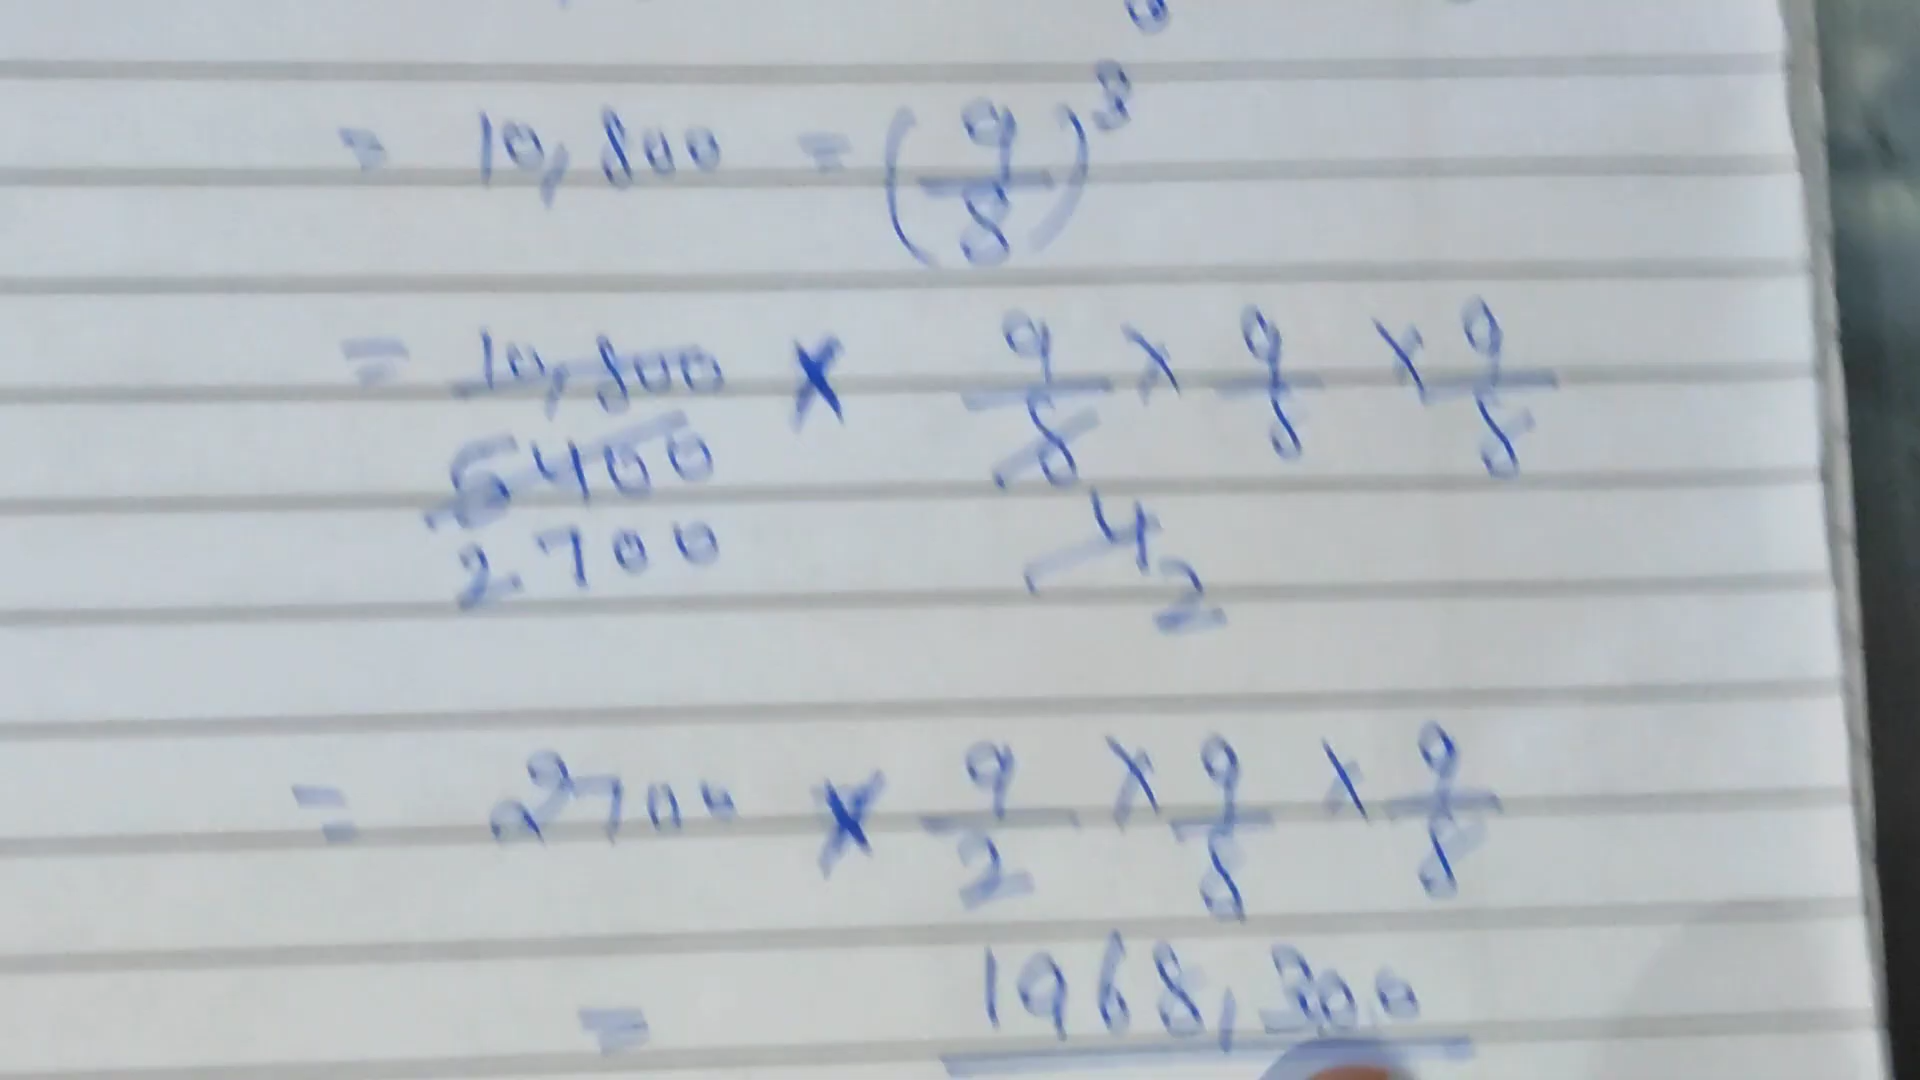 = 10,800 = (9/8)³
= 10,800 × 9/8 × 9/8 × 9/8
5400 4
2700 2
= 2700 × 9/2 × 9/8 × 9/8
= 1968,300